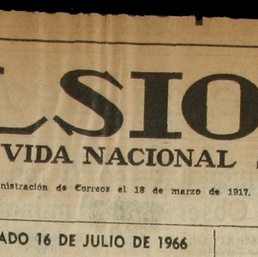 LSIO
VIDA NACIONAL
nistración de Correos el 18 de marzo de 1917.
ADO 16 DE JULIO DE 1966